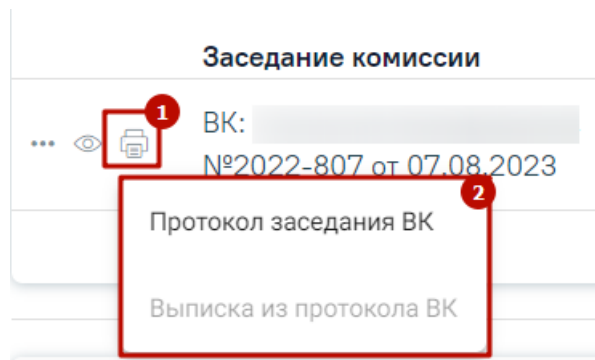 Заседание комиссии
1
ВК:
№2022-807 от 07.08.2023
2
Протокол заседания ВК
Выписка из протокола ВК